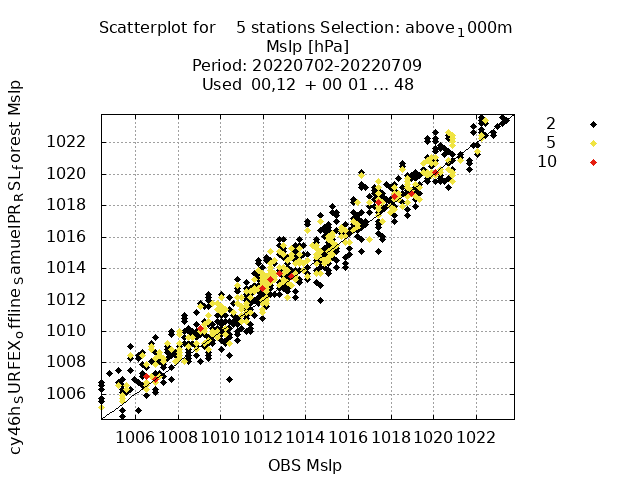 Scatterplot for 5 stations Selection: above1000m
Mslp [hPa]
Period: 20220702-20220709
Used 00,12 + 00 01 ... 48
2
5
10
1022
1020
1018
1016
1014
1012
1010
1008
1006
cy46hSURFEXofflinesamuelPRRSLForest Mslp
1006 1008 1010 1012 1014 1016 1018 1020 1022
OBS Mslp